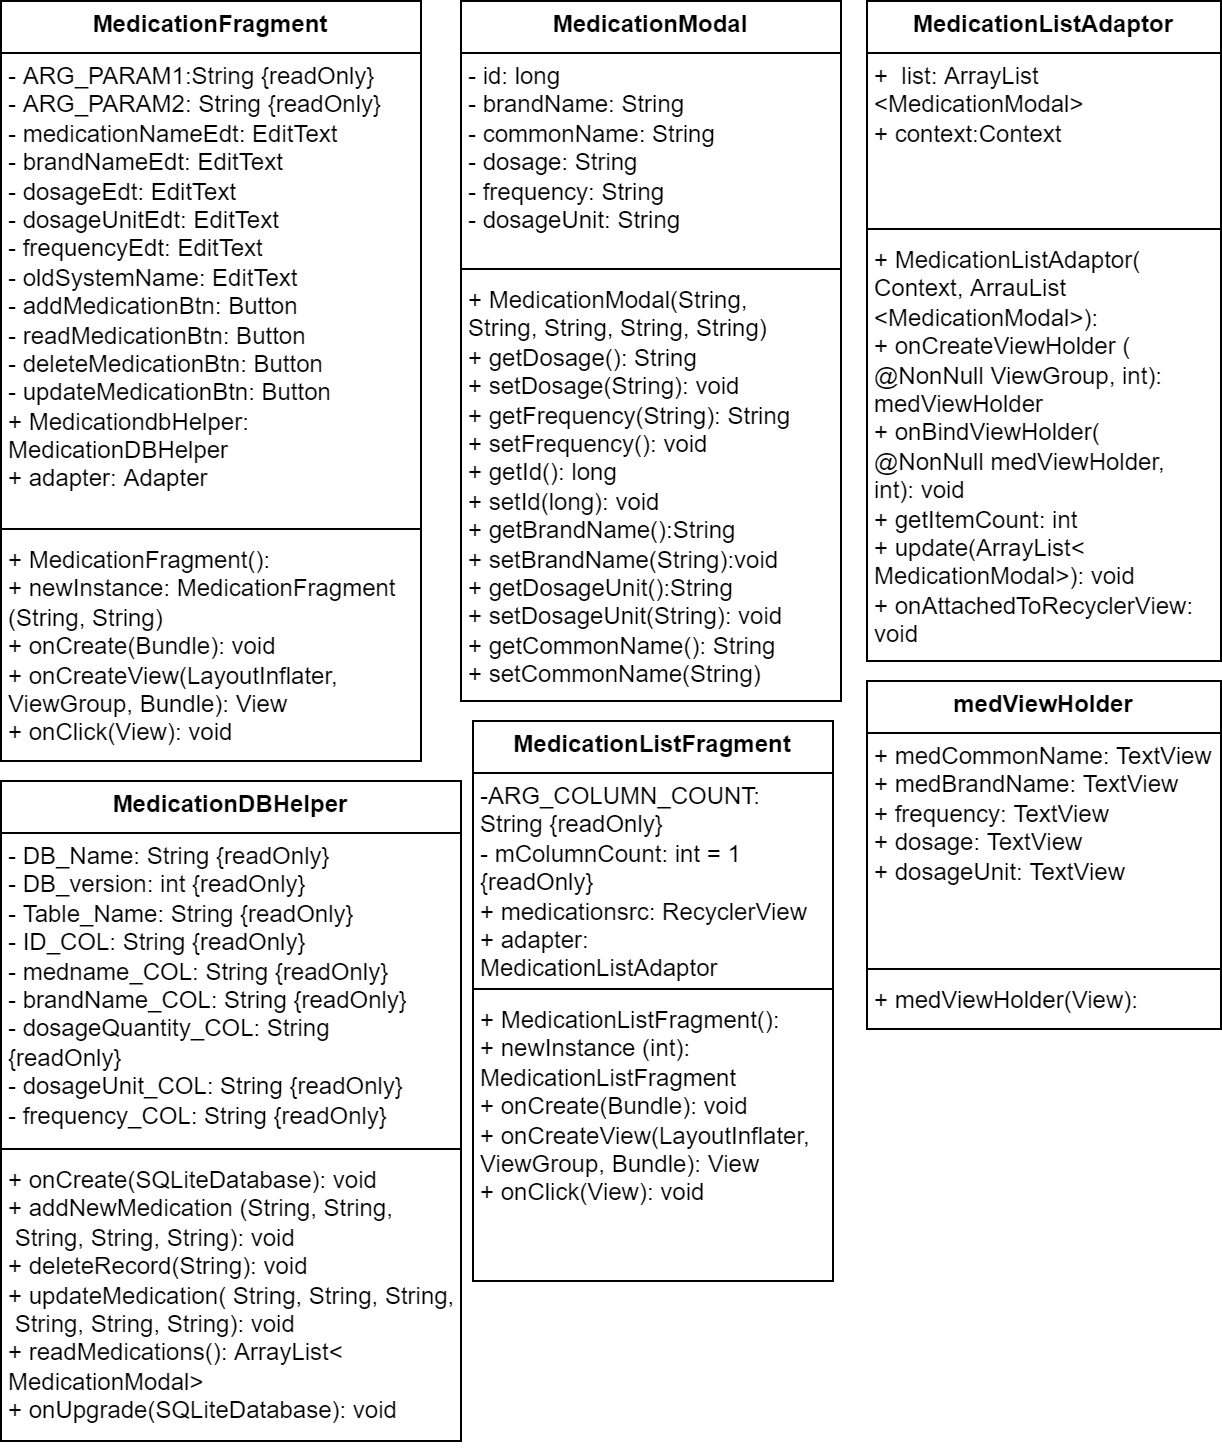 MedicationFragment
- ARG_PARAM1:String {readOnly}
- ARG_PARAM2: String {readOnly}
- medicationNameEdt: EditText
- brandNameEdt: EditText
- dosageEdt: EditText
- dosageUnitEdt: EditText
- frequencyEdt: EditText
- oldSystemName: EditText
- addMedicationBtn: Button
- readMedicationBtn: Button
- deleteMedicationBtn: Button
- updateMedicationBtn: Button
+ MedicationdbHelper:
MedicationDBHelper
+ adapter: Adapter
+ MedicationFragment():
+ newInstance: MedicationFragment
(String, String)
+ onCreate(Bundle): void
+ onCreateView(LayoutInflater,
ViewGroup, Bundle): View
+ onClick(View): void
MedicationModal
- id: long
- brandName: String
- commonName: String
- dosage: String
- frequency: String
- dosageUnit: String
+ MedicationModal(String,
String, String, String, String)
+ getDosage(): String
+ setDosage(String): void
+ getFrequency(String): String
+ setFrequency(): void
+ getId(): long
+ setId(long): void
+ getBrandName():String
+ setBrandName(String):void
+ getDosageUnit():String
+ setDosageUnit(String): void
+ getCommonName(): String
+ setCommonName(String)
MedicationListAdaptor
+  list: ArrayList
<MedicationModal>
+ context:Context
+ MedicationListAdaptor(
Context, ArrauList
<MedicationModal>):
+ onCreateViewHolder (
@NonNull ViewGroup, int):
medViewHolder
+ onBindViewHolder(
@NonNull medViewHolder,
int): void
+ getItemCount: int
+ update(ArrayList<
MedicationModal>): void
+ onAttachedToRecyclerView:
void
MedicationDBHelper
- DB_Name: String {readOnly}
- DB_version: int {readOnly}
- Table_Name: String {readOnly}
- ID_COL: String {readOnly}
- medname_COL: String {readOnly}
- brandName_COL: String {readOnly}
- dosageQuantity_COL: String
{readOnly}
- dosageUnit_COL: String {readOnly}
- frequency_COL: String {readOnly}
+ onCreate(SQLiteDatabase): void
+ addNewMedication (String, String,
String, String, String): void
+ deleteRecord(String): void
+ updateMedication( String, String, String,
String, String, String): void
+ readMedications(): ArrayList<
MedicationModal>
+ onUpgrade(SQLiteDatabase): void
MedicationListFragment
-ARG_COLUMN_COUNT:
String {readOnly}
- mColumnCount: int = 1
{readOnly}
+ medicationsrc: RecyclerView
+ adapter:
MedicationListAdaptor
+ MedicationListFragment():
+ newInstance (int):
MedicationListFragment
+ onCreate(Bundle): void
+ onCreateView(LayoutInflater,
ViewGroup, Bundle): View
+ onClick(View): void
medViewHolder
+ medCommonName: TextView
+ medBrandName: TextView
+ frequency: TextView
+ dosage: TextView
+ dosageUnit: TextView
+ medViewHolder(View):